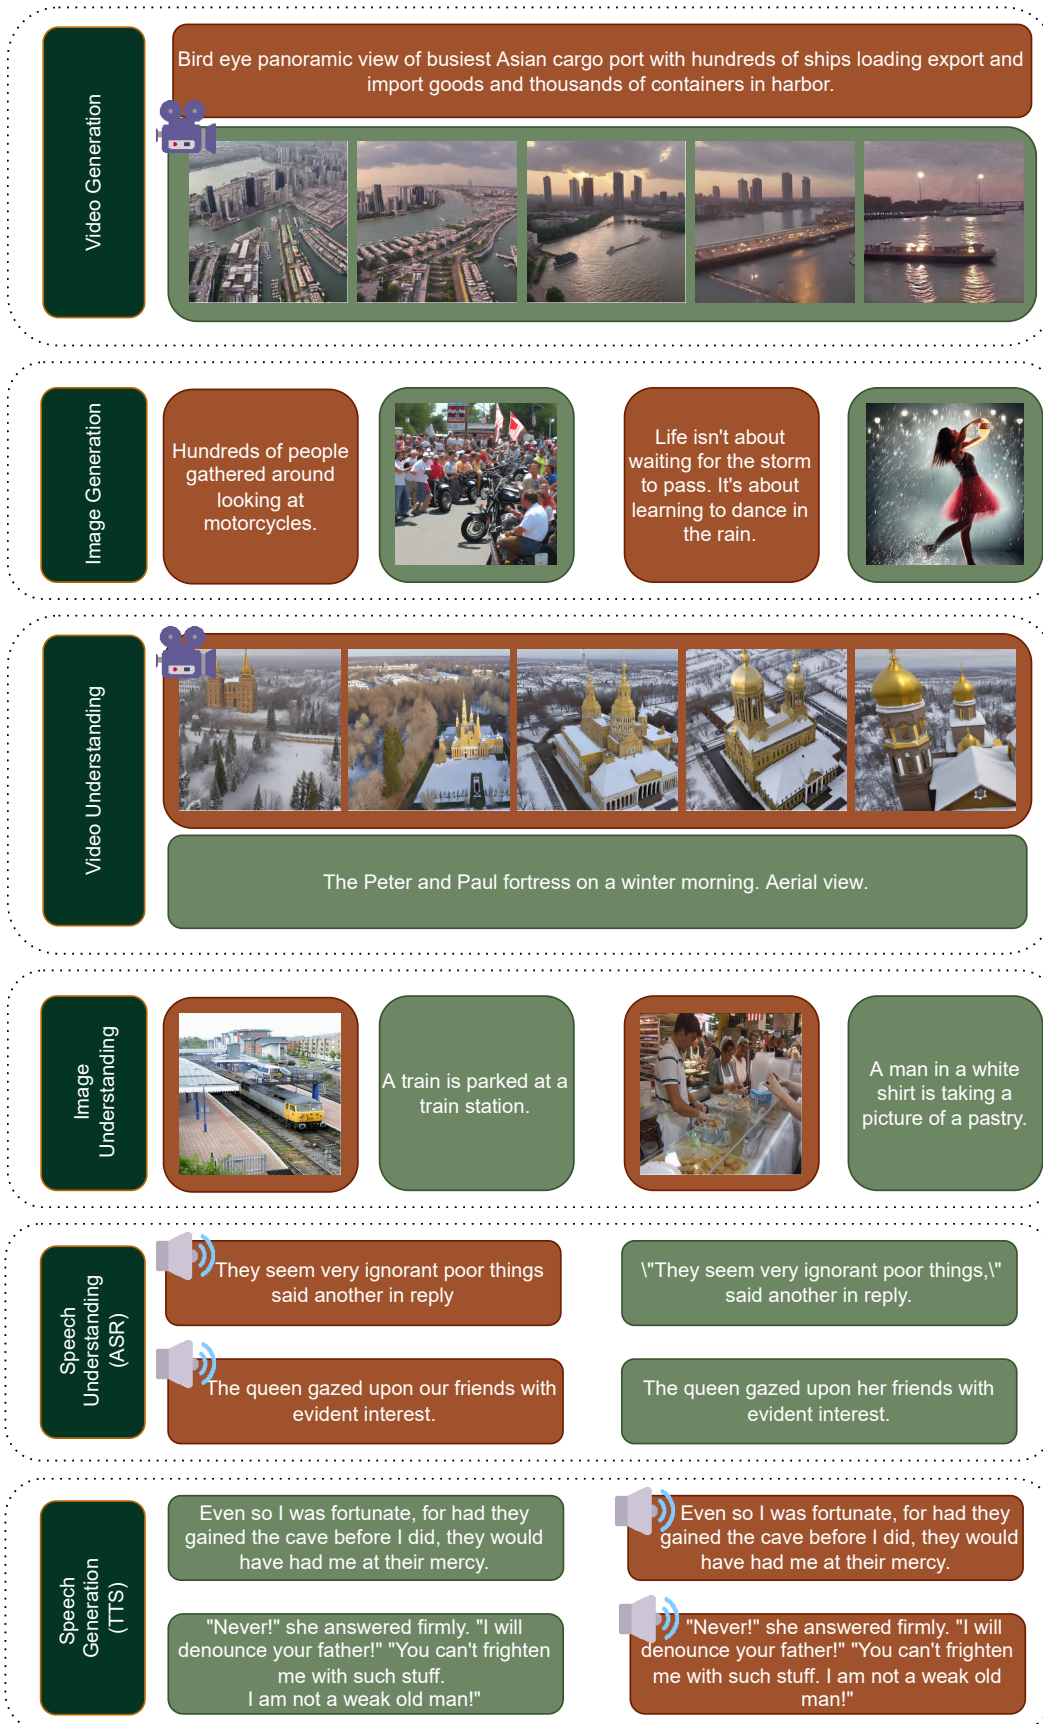 Video Generation
Bird eye panoramic view of busiest Asian cargo port with hundreds of ships loading export and
import goods and thousands of containers in harbor.
Image Generation
Hundreds of people
gathered around
looking at
motorcycles.
Life isn't about
waiting for the storm
to pass. It's about
learning to dance in
the rain.
Video Understanding
The Peter and Paul fortress on a winter morning. Aerial view.
Image
Understanding
A train is parked at a
train station.
A man in a white
shirt is taking a
picture of a pastry.
Speech
Understanding
(ASR)
They seem very ignorant poor things
said another in reply
\"They seem very ignorant poor things,\"
said another in reply.
The queen gazed upon our friends with
evident interest.
The queen gazed upon her friends with
evident interest.
Speech
Generation
(TTS)
Even so I was fortunate, for had they
gained the cave before I did, they would
have had me at their mercy.
Even so I was fortunate, for had they
gained the cave before I did, they would
have had me at their mercy.
"Never!" she answered firmly. "I will
denounce your father!" "You can't frighten
me with such stuff.
I am not a weak old man!"
"Never!" she answered firmly. "I will
denounce your father!" "You can't frighten
me with such stuff. I am not a weak old
man!"